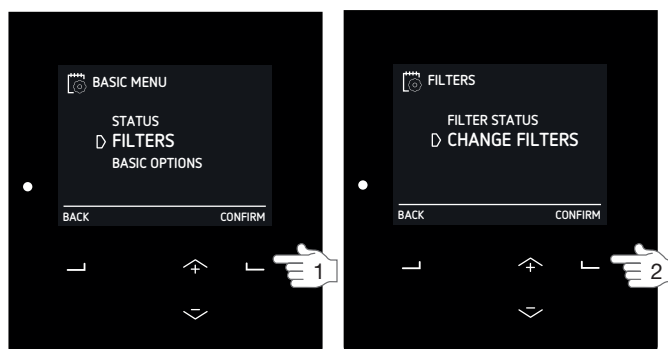 BASIC MENU
STATUS
FILTERS
BASIC OPTIONS
BACK CONFIRM
1
FILTERS
FILTER STATUS
CHANGE FILTERS
BACK CONFIRM
2